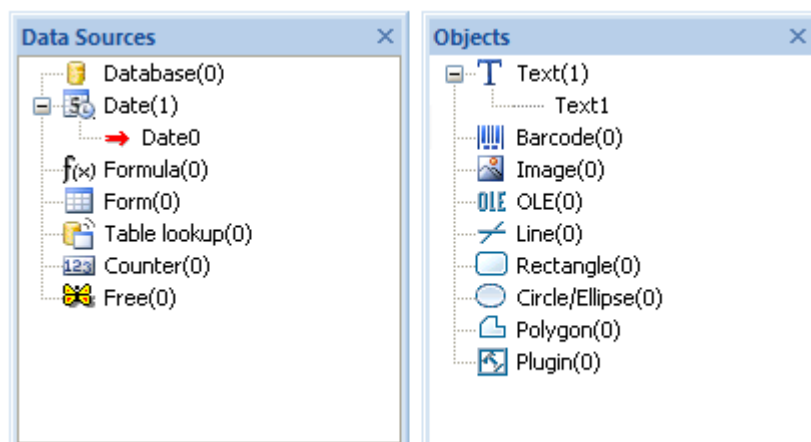 Data Sources
Database(0)
Date(1)
Date0
f(x) Formula(0)
Form(0)
Table lookup(0)
123 Counter(0)
Free(0)
Objects
T Text(1)
Text1
Barcode(0)
Image(0)
OLE OLE(0)
Line(0)
Rectangle(0)
Circle/Ellipse(0)
Polygon(0)
Plugin(0)